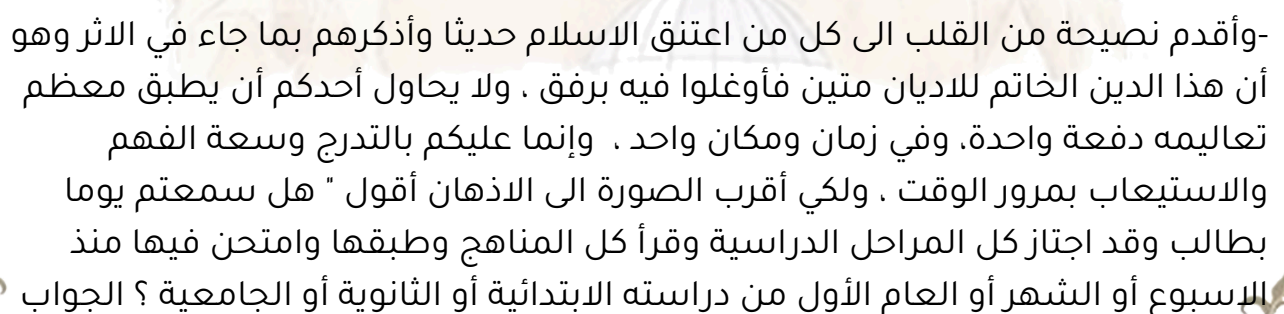 -وأقدم نصيحة من القلب الى كل من اعتنق الاسلام حديثا وأذكرهم بما جاء في الاثر وهو
أن هذا الدين الخاتم للاديان متين فأوغلوا فيه برفق ، ولا يحاول أحدكم أن يطبق معظم
تعاليمه دفعة واحدة، وفي زمان ومكان واحد ، وإنما عليكم بالتدرج وسعة الفهم
والاستيعاب بمرور الوقت ، ولكي أقرب الصورة الى الاذهان أقول " هل سمعتم يوما
بطالب وقد اجتاز كل المراحل الدراسية وقرأ كل المناهج وطبقها وامتحن فيها منذ
الاسبوع أو الشهر أو العام الأول من دراسته الابتدائية أو الثانوية أو الجامعية ؟ الجواب